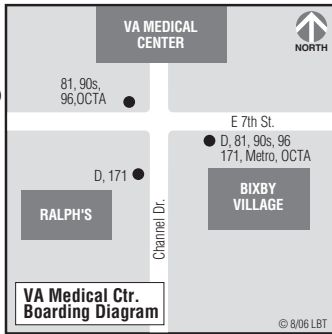 VA MEDICAL
CENTER
NORTH
81, 90s,
96,OCTA
E 7th St.
D, 81, 90s, 96
171, Metro, OCTA
D, 171
BIXBY
VILLAGE
RALPH'S
Channel Dr.
VA Medical Ctr.
Boarding Diagram
© 8/06 LBT